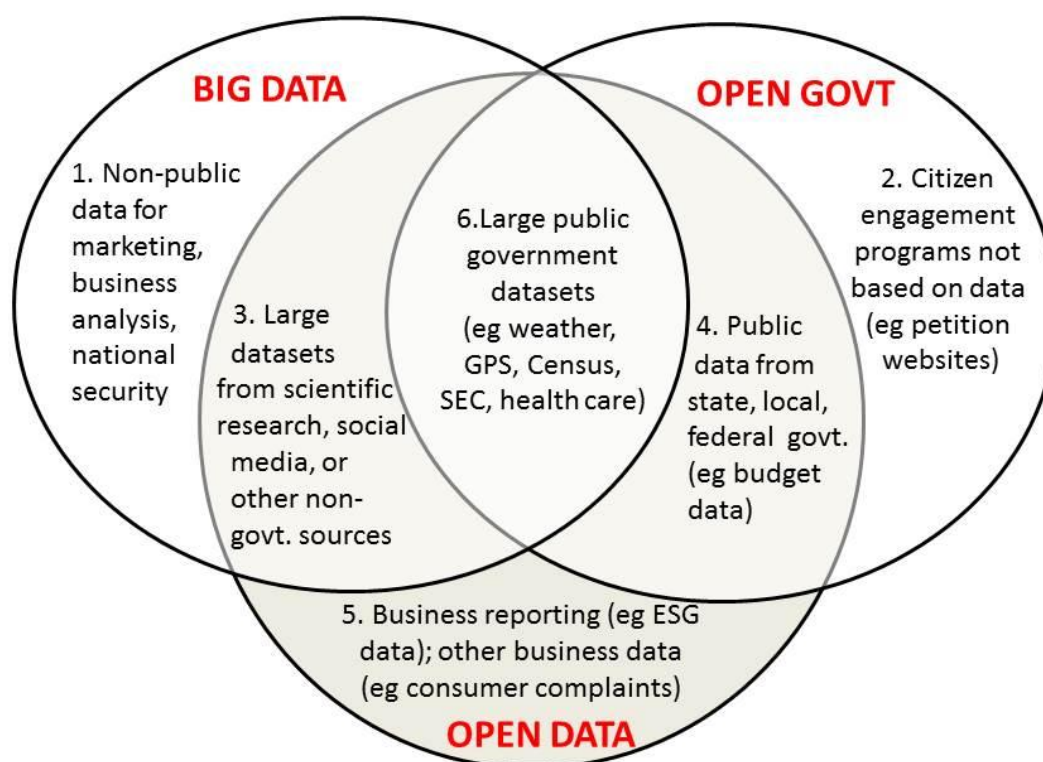 BIG DATA
OPEN GOVT
1. Non-public
data for
marketing,
business
analysis,
national
security
2. Citizen
engagement
programs not
based on data
(eg petition
websites)
3. Large
datasets
from scientific
research, social
media, or
other non-
govt. sources
4. Public
data from
state, local,
federal govt.
(eg budget
data)
5. Business reporting (eg ESG
data); other business data
(eg consumer complaints)
6.Large public
government
datasets
(eg weather,
GPS, Census,
SEC, health care)
OPEN DATA